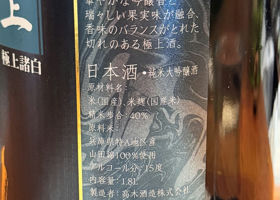 上
極上諸白
華やかな吟醸香と
瑞々しい果実味が融合、
香味のバランスがとれた
切れのある極上酒。
日本酒・純米大吟醸酒
原材料名:
米(国産)、米麹(国産米)
精米歩合:40%
原料米:
兵庫県特A地区産
山田錦100%使用
アルコール分:15度
内容量:1.8L
製造者:高木酒造株式会社